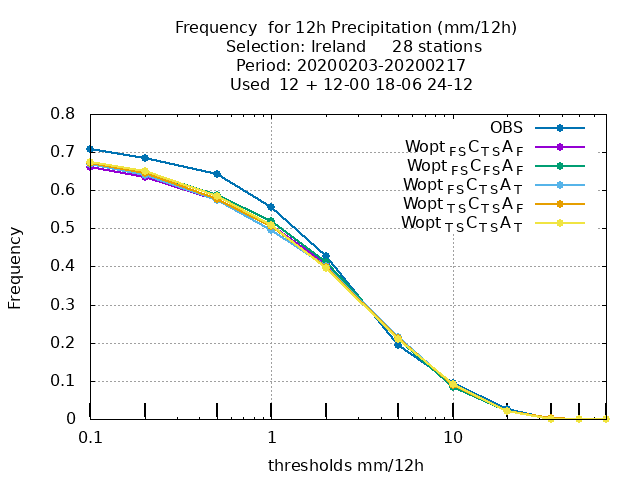 Frequency  for 12h Precipitation (mm/12h)
Selection: Ireland     28 stations
Period: 20200203-20200217
Used  12 + 12-00 18-06 24-12
0.8
0.7
0.6
0.5
0.4
0.3
0.2
0.1
0
Frequency
OBS
Wopt FS C TS A F
Wopt FS C FS A F
Wopt FS C TS A T
Wopt TS C TS A F
Wopt TS C TS A T
0.1 1 10
thresholds mm/12h